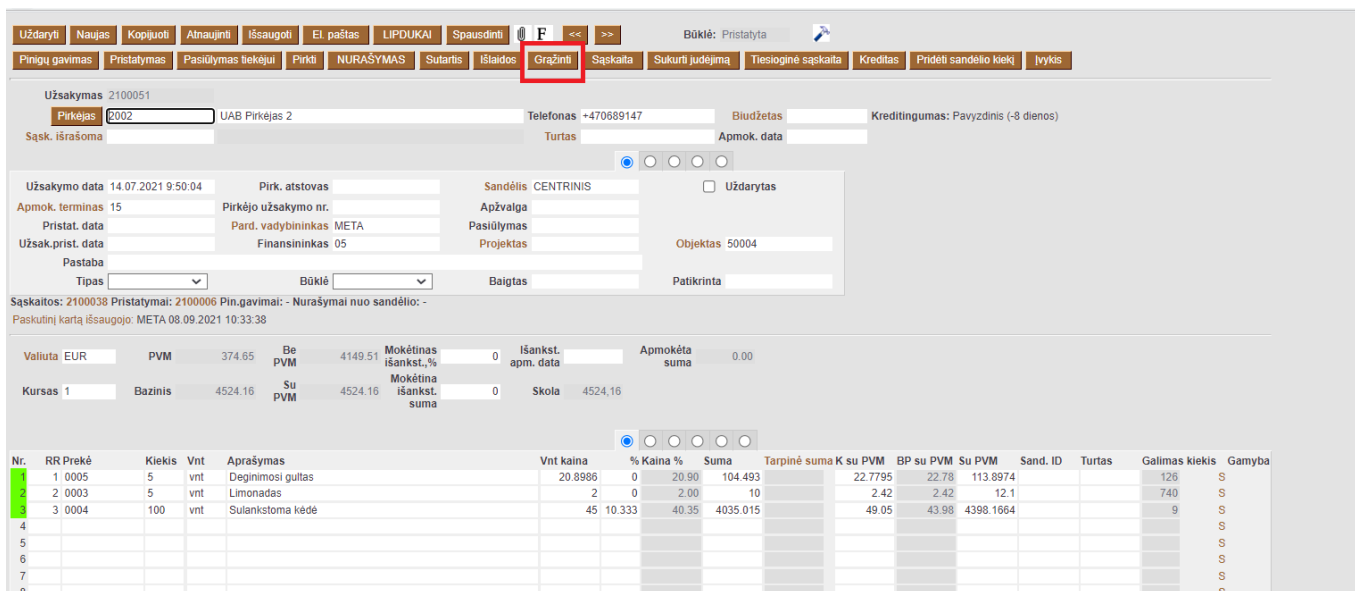 Uždaryti Naujas Kopijuoti Atnaujinti Išsaugoti El. paštas LIPDUKAI Spausdinti F << >> Būklė: Pristatyta
Pinigų gavimas Pristatymas Pasiūlymas tiekėjui Pirkti NURAŠYMAS Sutartis Išlaidos Grąžinti Sąskaita Sukurti judėjimą Tiesioginė sąskaita Kreditas Pridėti sandėlio kiekį Įvykis
Užsakymas 2100051
Pirkėjas 2002 UAB Pirkėjas 2 Telefonas +470689147 Biudžetas Kreditingumas: Pavyzdinis (-8 dienos)
Sąsk. išrašoma Turtas Apmok. data
Užsakymo data 14.07.2021 9:50:04 Pirk. atstovas Sandėlis CENTRINIS Uždarytas
Apmok. terminas 15 Pirkėjo užsakymo nr. Apžvalga
Pristat. data Pard. vadybininkas META Pasiūlymas
Užsak.prist. data Finansininkas 05 Projektas Objektas 50004
Pastaba
Tipas Būklė Baigtas Patikrinta
Sąskaitos: 2100038 Pristatymai: 2100006 Pin.gavimai: - Nurašymai nuo sandėlio: -
Paskutinį kartą išsaugojo: META 08.09.2021 10:33:38
Valiuta EUR PVM 374.65 Be PVM 4149.51 Mokėtinas išankst.,% 0 Išankst. apm. data Apmokėta suma 0.00
Kursas 1 Bazinis 4524.16 Su PVM 4524.16 Mokėtina išankst. suma 0 Skola 4524,16
Nr. RR Prekė Kiekis Vnt Aprašymas Vnt kaina % Kaina % Suma Tarpinė suma K su PVM BP su PVM Su PVM Sand. ID Turtas Galimas kiekis Gamyba
1 1 0005 5 vnt Deginimosi gultas 20.8986 0 20.90 104.493 22.7795 22.78 113.8974 126 S
2 2 0003 5 vnt Limonadas 2 0 2.00 10 2.42 2.42 12.1 740 S
3 3 0004 100 vnt Sulankstoma kėdė 45 10.333 40.35 4035.015 49.05 43.98 4398.1664 9 S
4 S
5 S
6 S
7 S